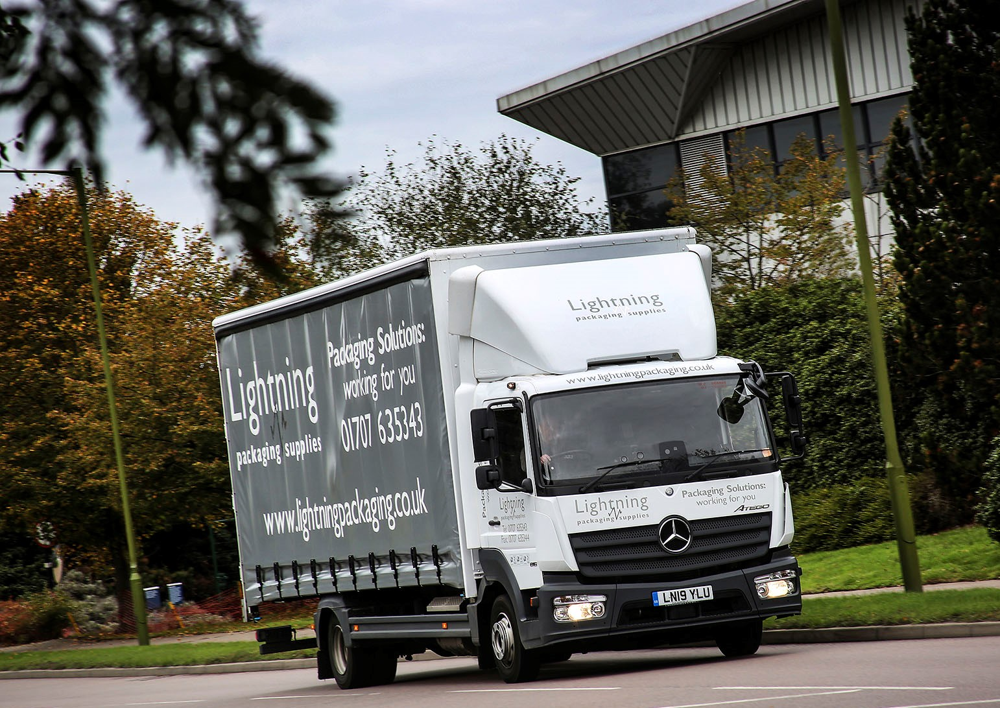 Lightning
packaging supplies
Packaging Solutions:
working for you
01707 635343
www.lightningpackaging.co.uk
Lightning
packaging supplies
www.lightningpackaging.co.uk
Lightning
packaging supplies
Packaging Solutions:
working for you
ATEGO
Lightning
packaging supplies
Tel: 01707 635343
Fax: 01707 635344
LN19 YLU